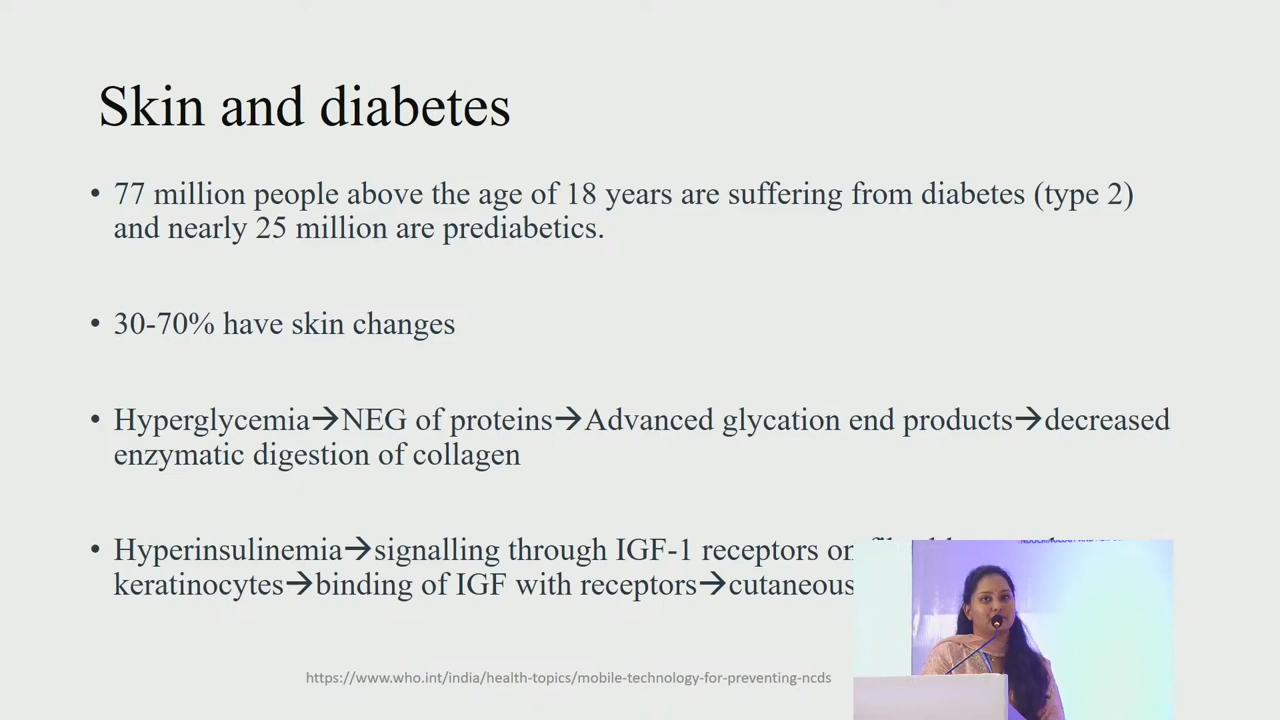 Skin and diabetes
• 77 million people above the age of 18 years are suffering from diabetes (type 2)
and nearly 25 million are prediabetics.
• 30-70% have skin changes
• Hyperglycemia→NEG of proteins→Advanced glycation end products→decreased
enzymatic digestion of collagen
• Hyperinsulinemia→signalling through IGF-1 receptors on
keratinocytes→binding of IGF with receptors→cutaneous
https://www.who.int/india/health-topics/mobile-technology-for-preventing-ncds